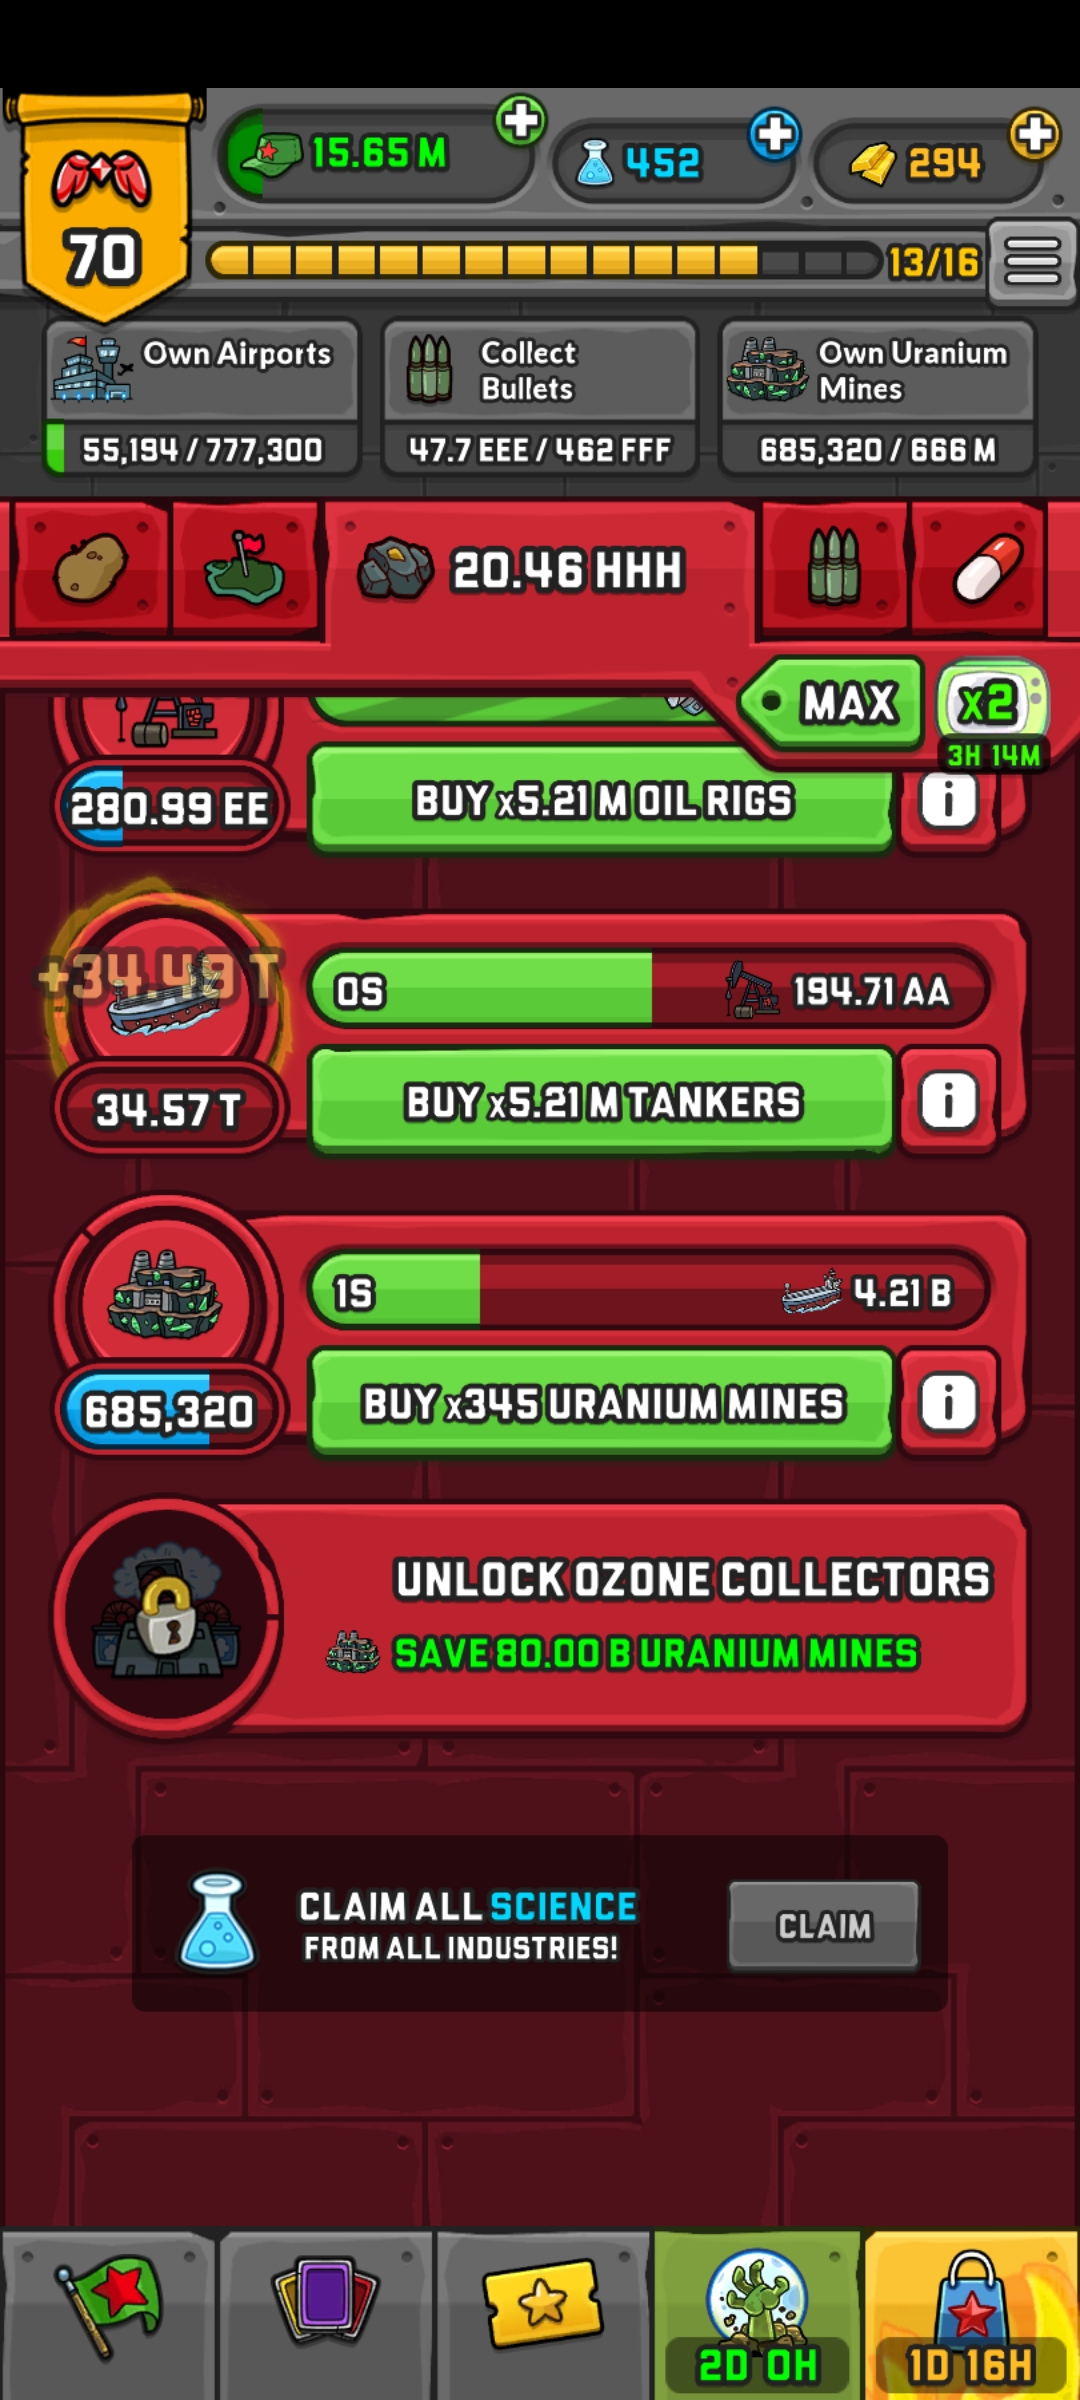 15.65 M
452
294
70
13/16
Own Airports
55,194 / 777,300
Collect
Bullets
47.7 EEE / 462 FFF
Own Uranium
Mines
685,320 / 666 M
20.46 HHH
MAX
x2
3H 14M
280.99 EE
BUY x5.21 M OIL RIGS
i
+34.49 T
0S
194.71 AA
34.57 T
BUY x5.21 M TANKERS
i
1S
4.21 B
685,320
BUY x345 URANIUM MINES
i
UNLOCK OZONE COLLECTORS
SAVE 80.00 B URANIUM MINES
CLAIM ALL SCIENCE
FROM ALL INDUSTRIES!
CLAIM
2D 0H
1D 16H